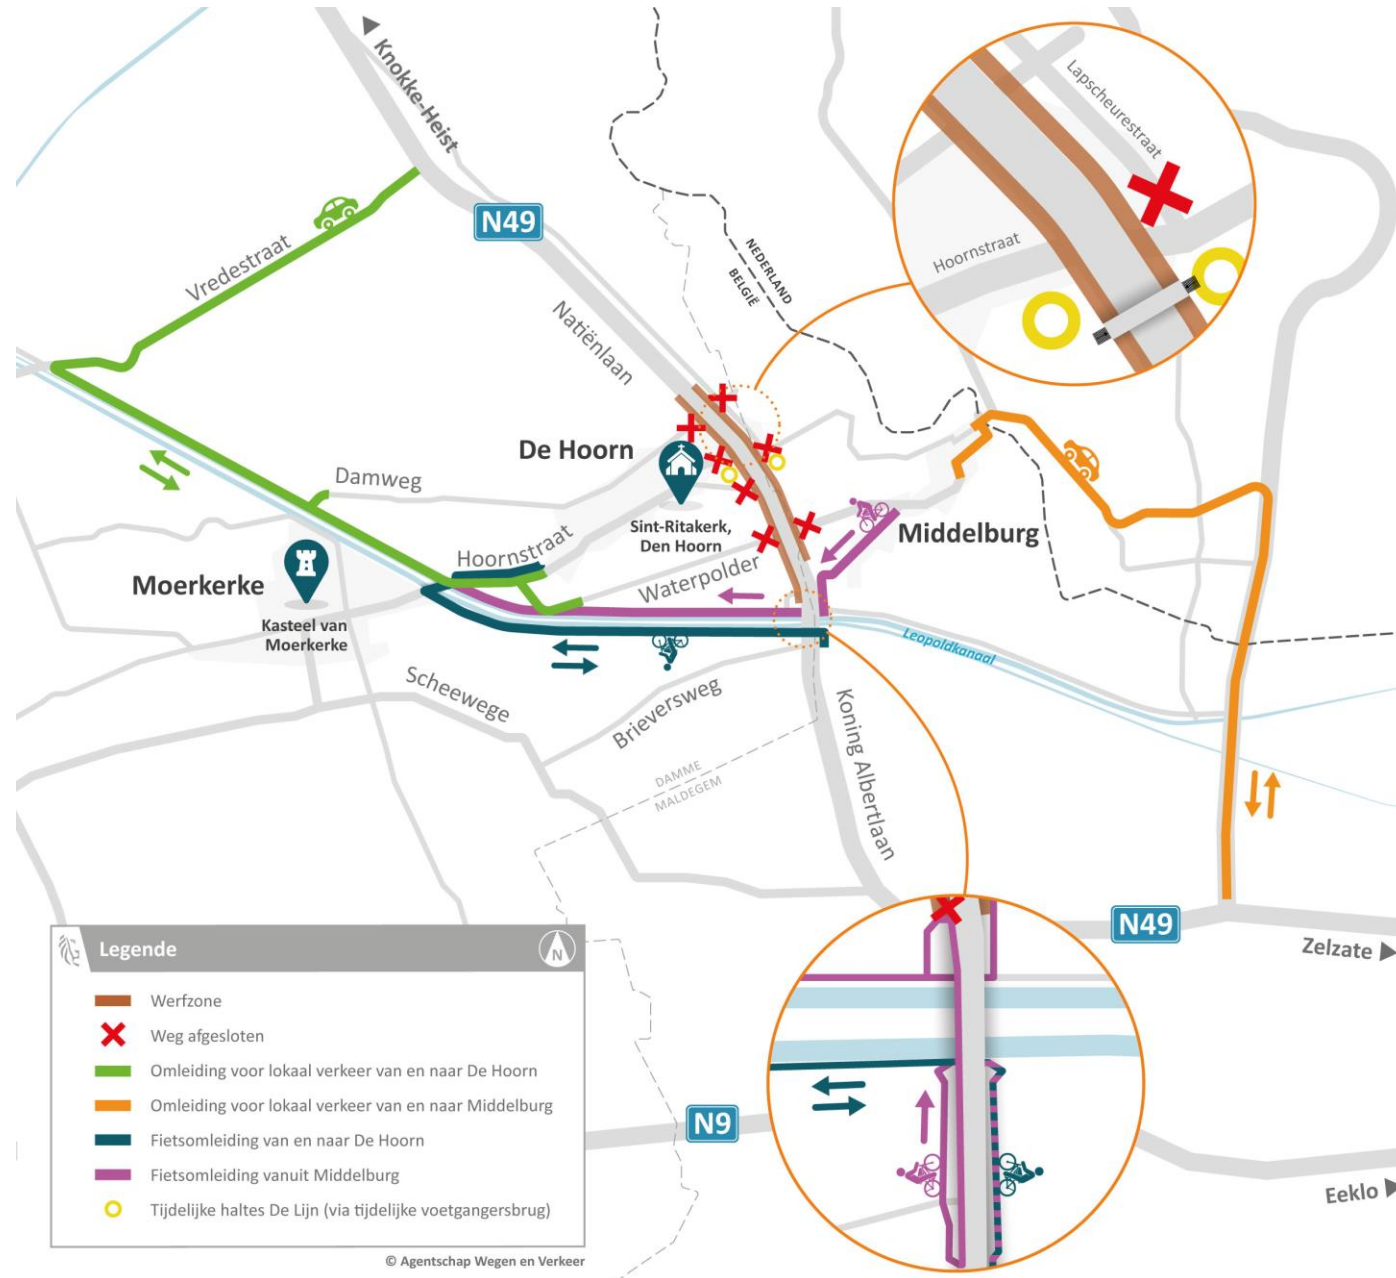 Knokke-Heist
N49
Vredestraat
Natiënlaan
NEDERLAND
BELGIË
Lapscheurestraat
Hoornstraat
De Hoorn
Damweg
Sint-Ritakerk,
Den Hoorn
Middelburg
Hoornstraat
Moerkerke
Kasteel van
Moerkerke
Waterpolder
Leopoldkanaal
Scheewege
Brieversweg
Koning Albertlaan
DAMME
MALDEGEM
N49
Zelzate
N9
Eeklo
Legende
N
Werfzone
Weg afgesloten
Omleiding voor lokaal verkeer van en naar De Hoorn
Omleiding voor lokaal verkeer van en naar Middelburg
Fietsomleiding van en naar De Hoorn
Fietsomleiding vanuit Middelburg
Tijdelijke haltes De Lijn (via tijdelijke voetgangersbrug)
© Agentschap Wegen en Verkeer